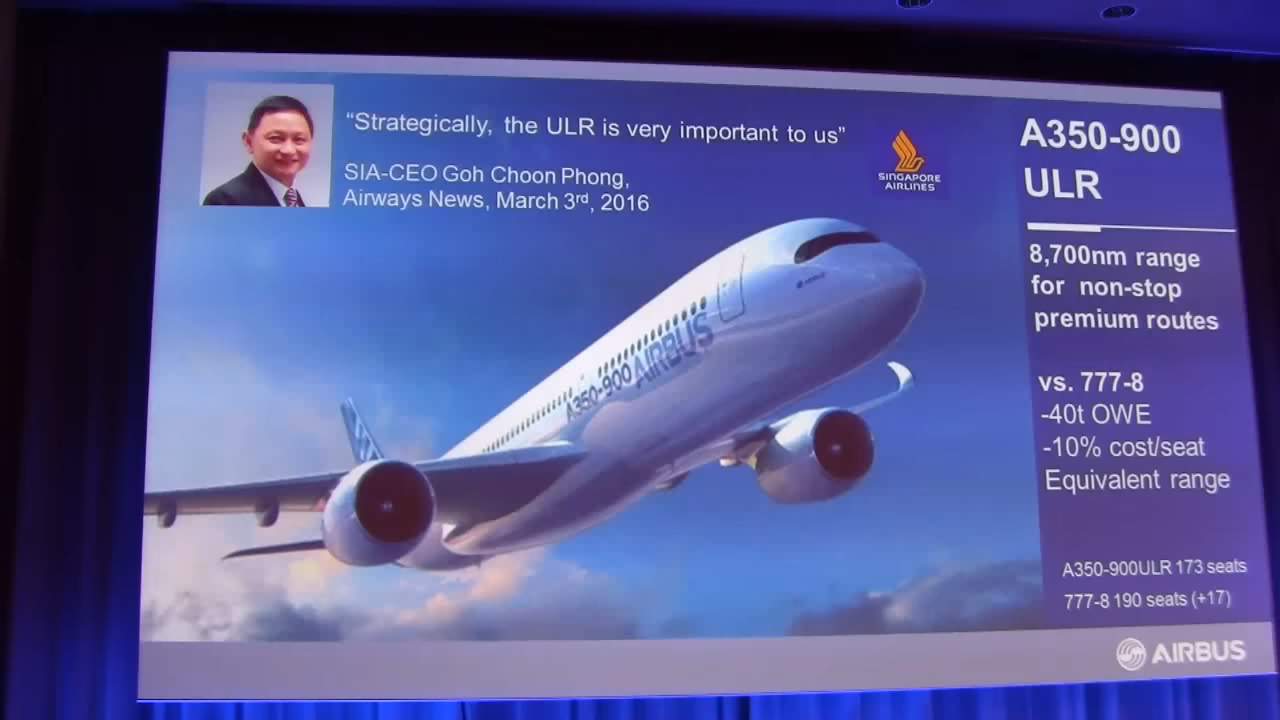 “Strategically, the ULR is very important to us”
SIA-CEO Goh Choon Phong,
Airways News, March 3rd, 2016
SINGAPORE
AIRLINES
A350-900
ULR
8,700nm range
for non-stop
premium routes
vs. 777-8
-40t OWE
-10% cost/seat
Equivalent range
A350-900ULR 173 seats
777-8 190 seats (+17)
A350-900 AIRBUS
AIRBUS